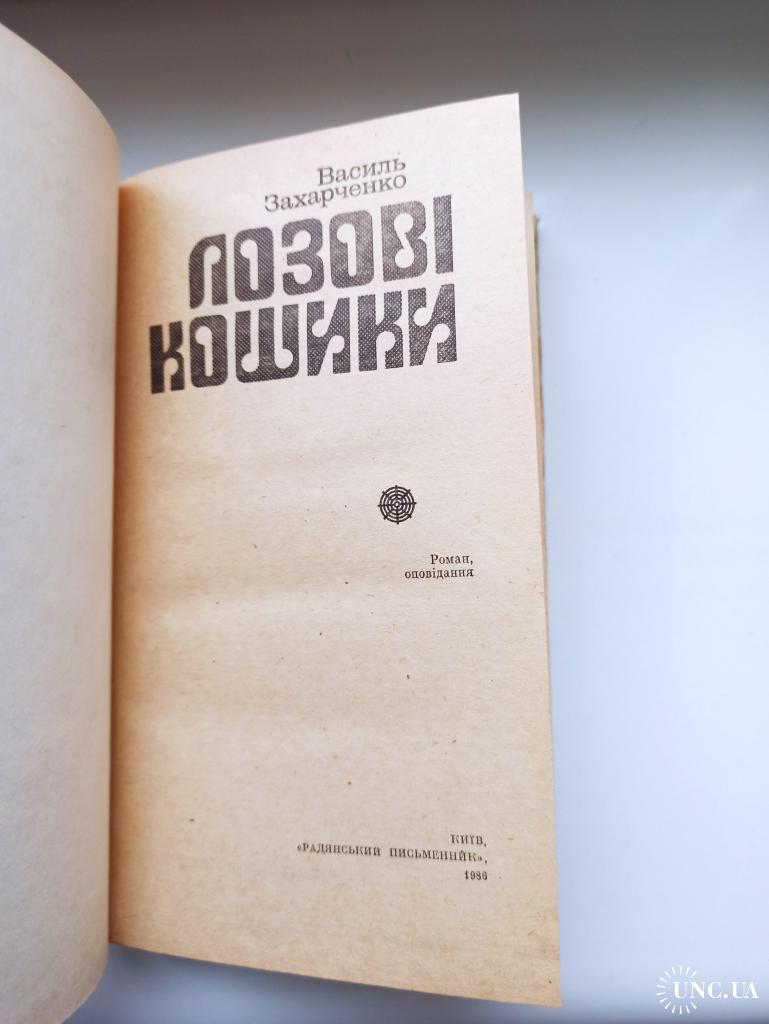 Василь
Захарченко
ЛОЗОВІ
КОШИКИ
Роман,
оповідання
КИЇВ,
«РАДЯНСЬКИЙ ПИСЬМЕННИК»,
1986
UNC.UA